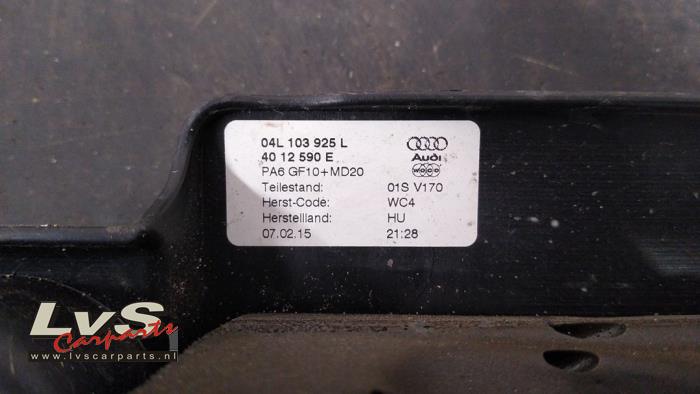 04L 103 925 L
40 12 590 E
Audi
woco
PA6 GF10+MD20
Teilestand: 01S V170
Herst-Code: WC4
Herstellland: HU
07.02.15 21:28
LvS
Carparts
www.lvscarparts.nl